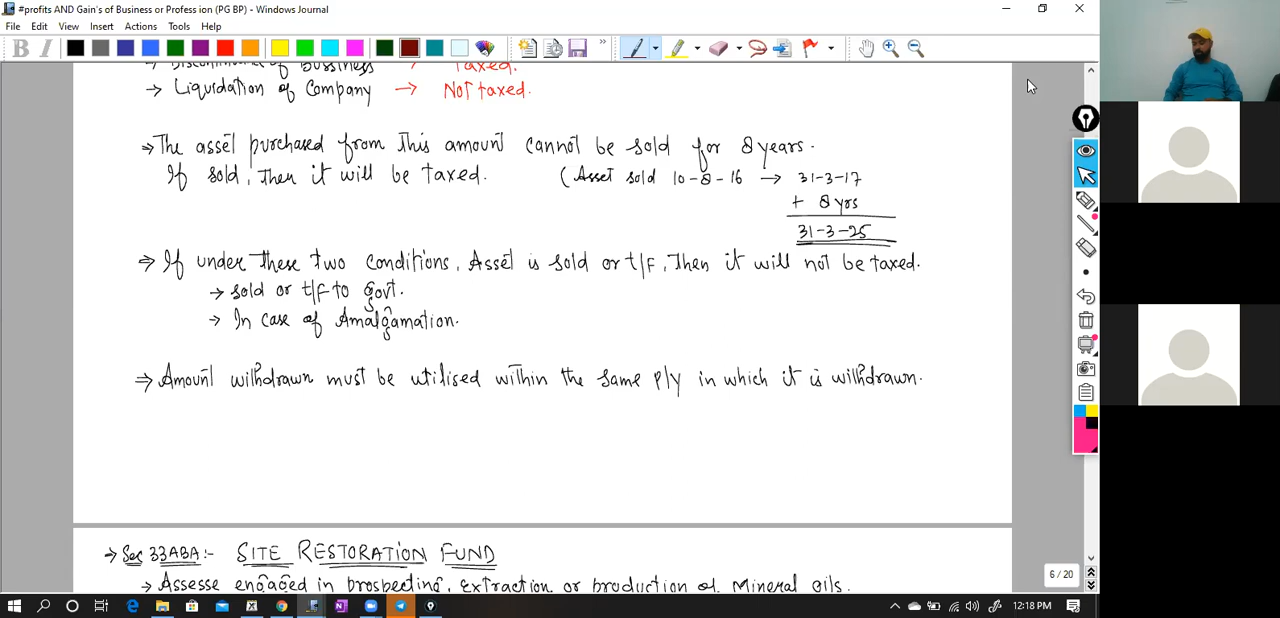 #profits AND Gain's of Business or Profess ion (PG BP) - Windows Journal
File Edit View Insert Actions Tools Help
B I
of Bussiness → Taxed.
→ Liquidation of Company → Not taxed.
→ The asset purchased from this amount cannot be sold for 8 years.
If sold, then it will be taxed. (Asset sold 10-8-16 → 31-3-17
+ 8 yrs
31-3-25
⇒ If under these two conditions, Asset is sold or t/F, Then it will not be taxed.
→ sold or t/F to govt.
→ In case of Amalgamation.
⇒ Amount withdrawn must be utilised within the same P/y in which it is withdrawn.
6 / 20
→ Sec 33ABA:- SITE RESTORATION FUND
→ Assesse engaged in prospecting, extraction or production of Mineral oils.
12:18 PM